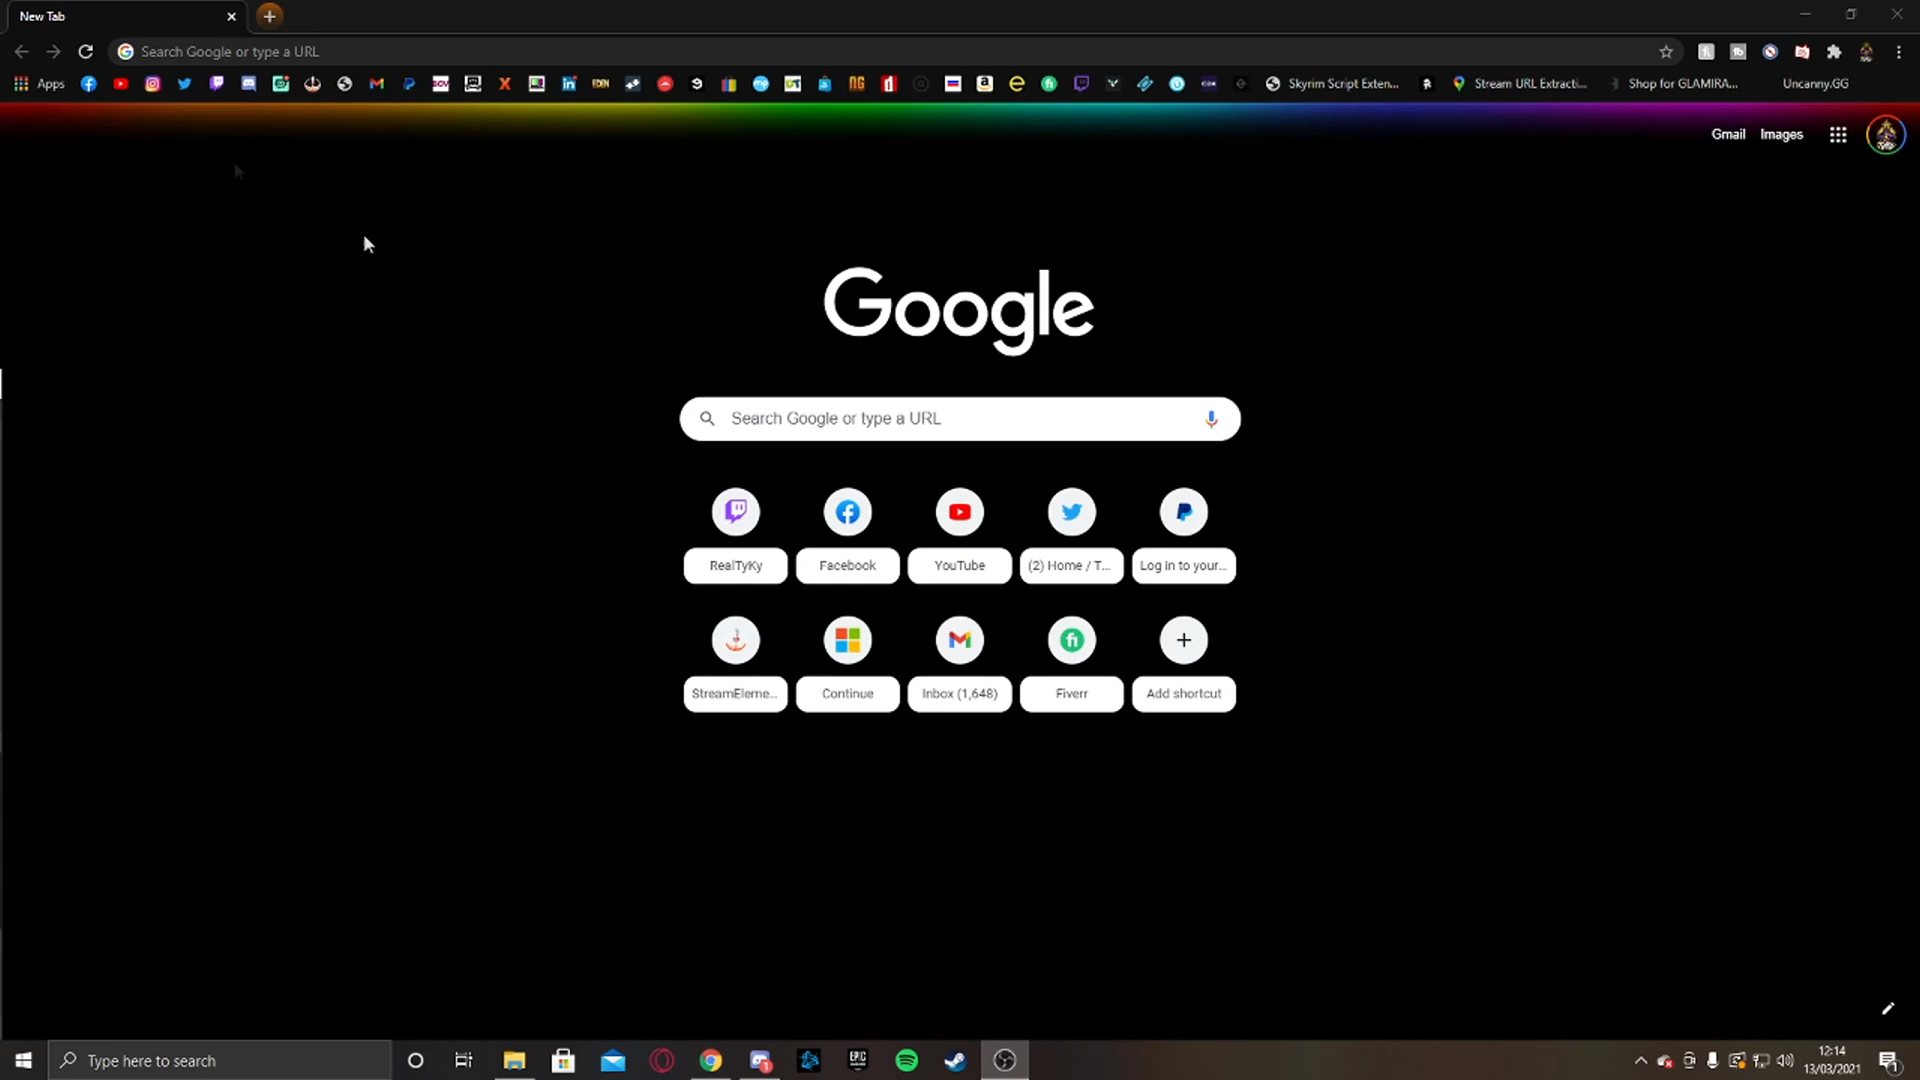 New Tab
Search Google or type a URL
Apps
Skyrim Script Exten...
Stream URL Extracti...
Shop for GLAMIRA...
Uncanny.GG
Gmail
Images
Google
Search Google or type a URL
RealTyKy
Facebook
YouTube
(2) Home / T...
Log in to your...
StreamEleme...
Continue
Inbox (1,648)
Fiverr
Add shortcut
Type here to search
EPIC
12:14
13/03/2021